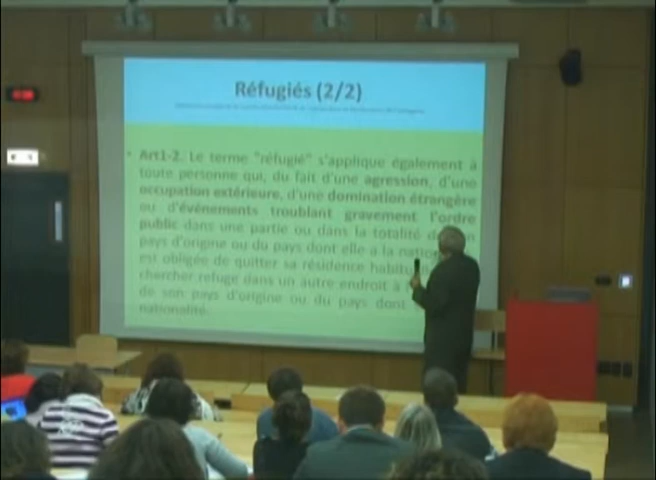 Réfugiés (2/2)
• Art1-2. Le terme "réfugié" s'applique également à
toute personne qui, du fait d'une agression, d'une
occupation extérieure, d'une domination étrangère
ou d'événements troublant gravement l'ordre
public dans une partie ou dans la totalité
pays d'origine ou du pays dont elle a la
est obligée de quitter sa résidence
chercher refuge dans un autre endroit à
de son pays d'origine ou du pays dont
nationalité.